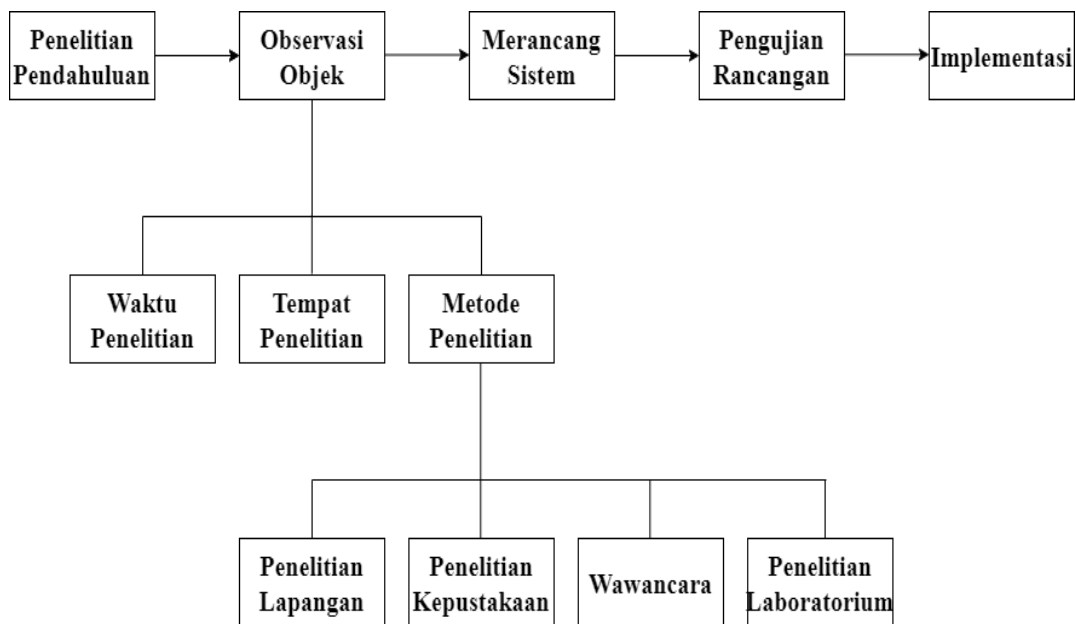 Penelitian
Pendahuluan
Observasi
Objek
Merancang
Sistem
Pengujian
Rancangan
Implementasi
Waktu
Penelitian
Tempat
Penelitian
Metode
Penelitian
Penelitian
Lapangan
Penelitian
Kepustakaan
Wawancara
Penelitian
Laboratorium